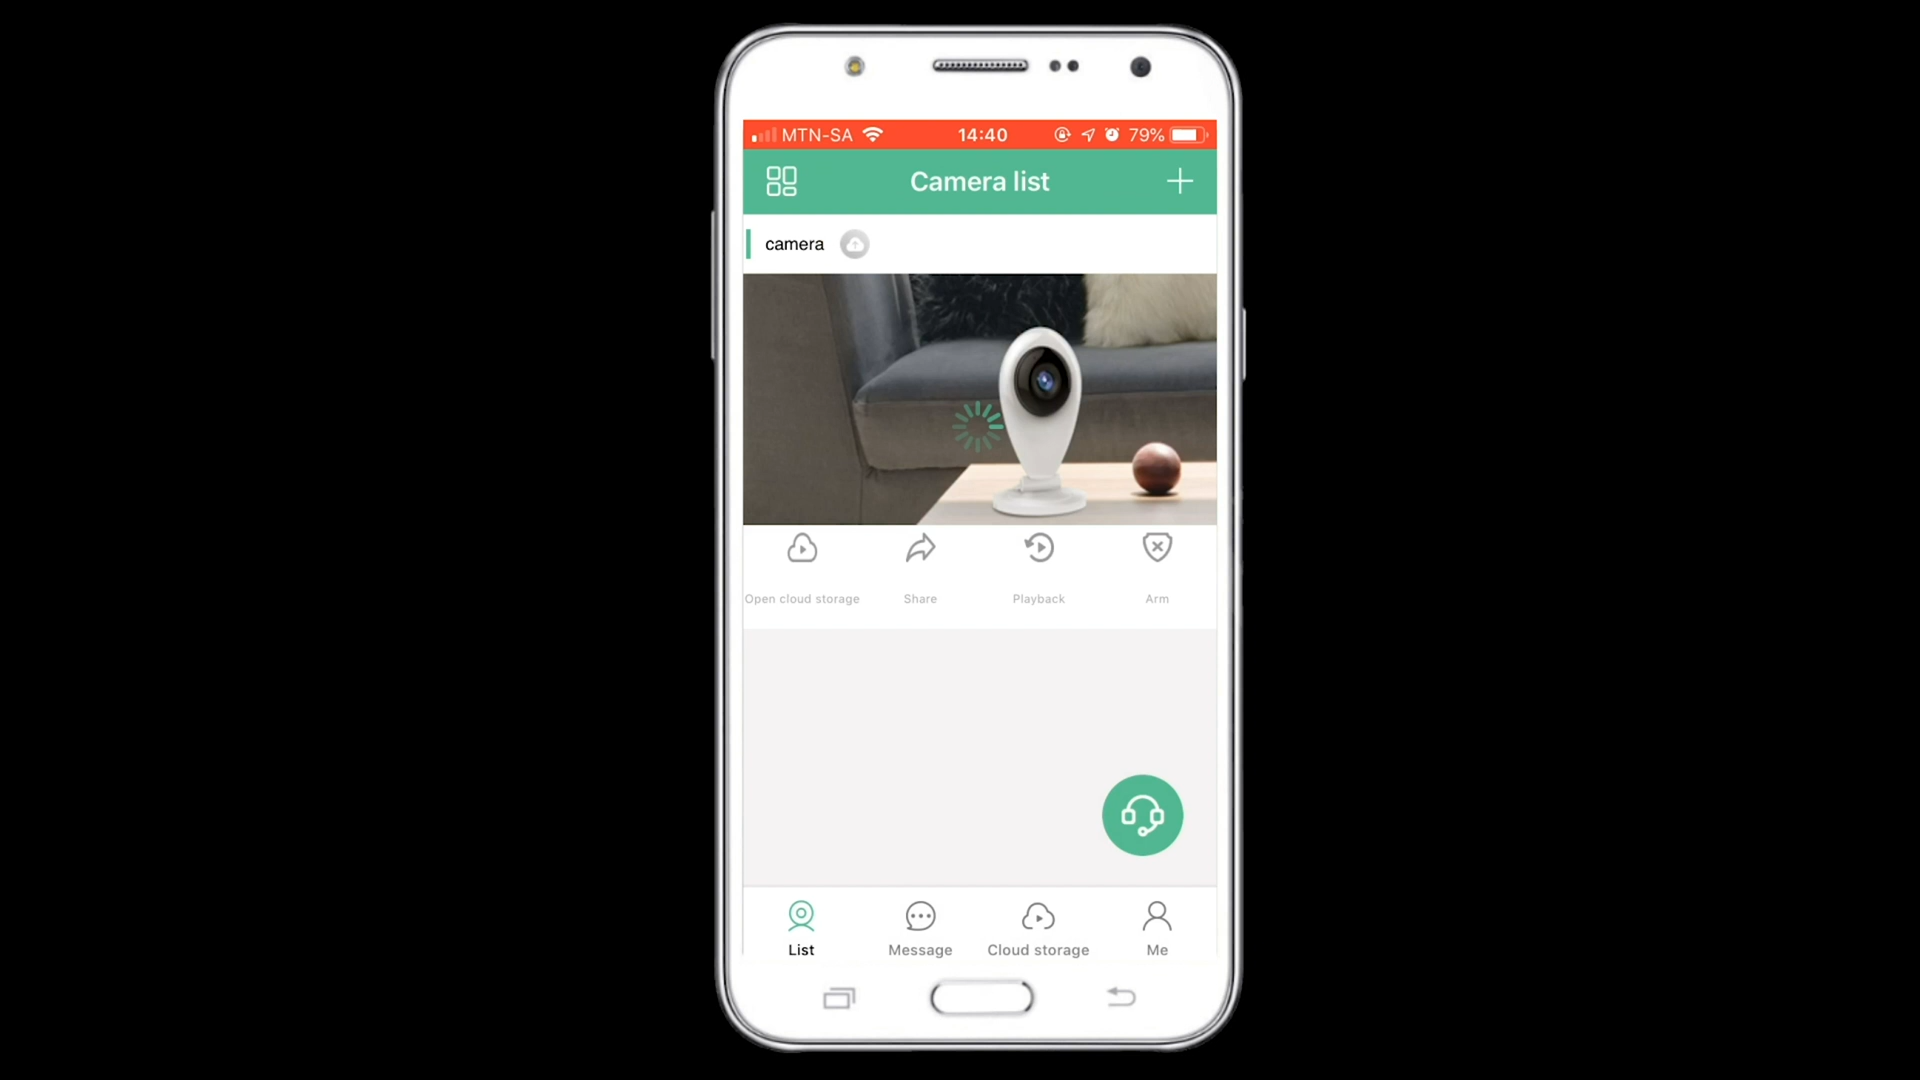 MTN-SA 14:40 79%
Camera list
camera
Open cloud storage Share Playback Arm
List Message Cloud storage Me